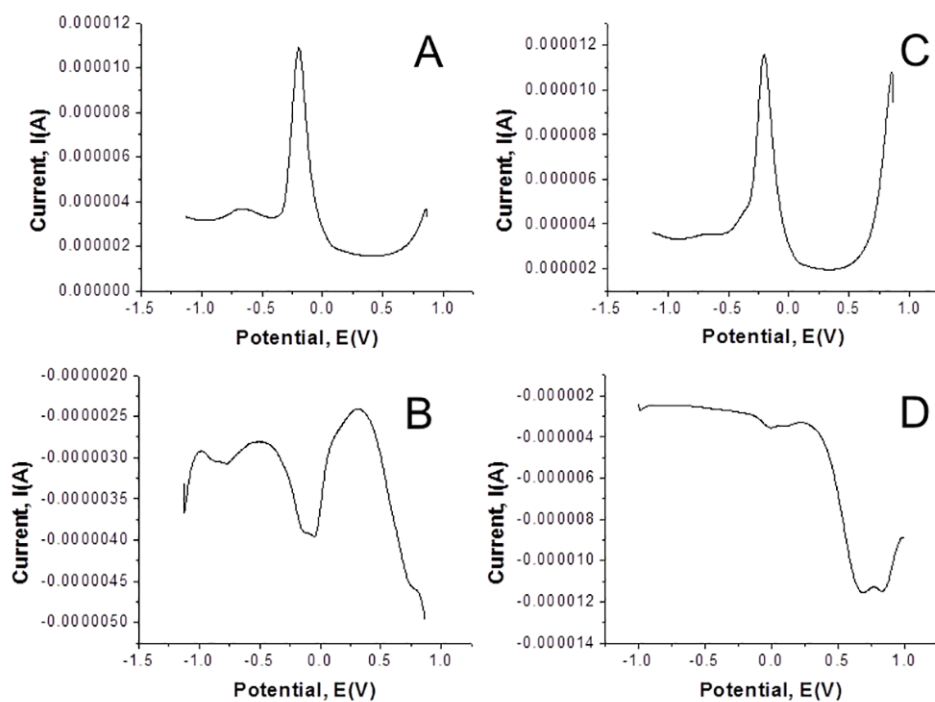 A
Current, I(A)
0.000012
0.000010
0.000008
0.000006
0.000004
0.000002
0.000000
-1.5 -1.0 -0.5 0.0 0.5 1.0
Potential, E(V)
C
Current, I(A)
0.000012
0.000010
0.000008
0.000006
0.000004
0.000002
-1.5 -1.0 -0.5 0.0 0.5 1.0
Potential, E(V)
B
Current, I(A)
-0.0000020
-0.0000025
-0.0000030
-0.0000035
-0.0000040
-0.0000045
-0.0000050
-1.5 -1.0 -0.5 0.0 0.5 1.0
Potential, E(V)
D
Current, I(A)
-0.000002
-0.000004
-0.000006
-0.000008
-0.000010
-0.000012
-0.000014
-1.0 -0.5 0.0 0.5 1.0
Potential, E(V)